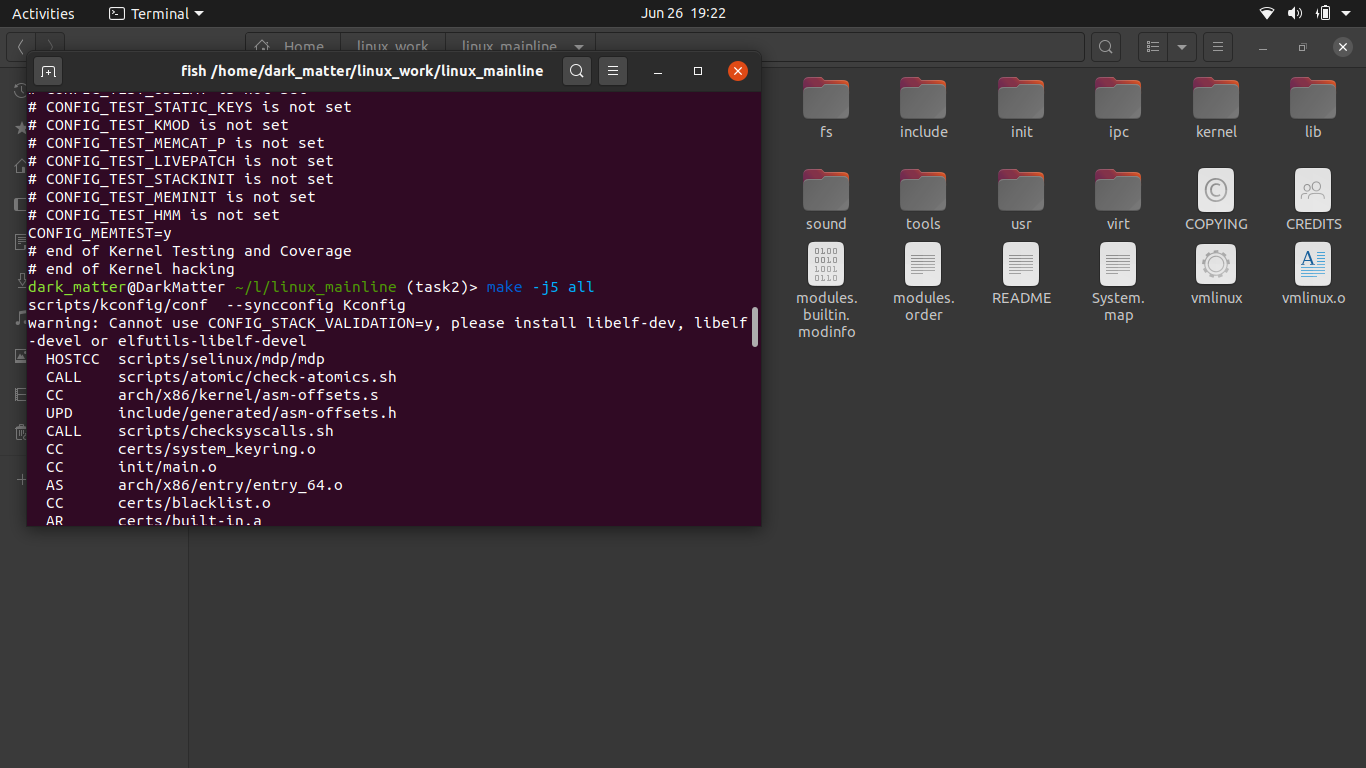 Activities
Terminal
Jun 26 19:22
Home
linux_work
linux_mainline
fish /home/dark_matter/linux_work/linux_mainline
# CONFIG_TEST_STATIC_KEYS is not set
# CONFIG_TEST_KMOD is not set
# CONFIG_TEST_MEMCAT_P is not set
# CONFIG_TEST_LIVEPATCH is not set
# CONFIG_TEST_STACKINIT is not set
# CONFIG_TEST_MEMINIT is not set
# CONFIG_TEST_HMM is not set
CONFIG_MEMTEST=y
# end of Kernel Testing and Coverage
# end of Kernel hacking
dark_matter@DarkMatter ~/l/linux_mainline (task2)> make -j5 all
scripts/kconfig/conf  --syncconfig Kconfig
warning: Cannot use CONFIG_STACK_VALIDATION=y, please install libelf-dev, libelf
-devel or elfutils-libelf-devel
  HOSTCC  scripts/selinux/mdp/mdp
  CALL    scripts/atomic/check-atomics.sh
  CC      arch/x86/kernel/asm-offsets.s
  UPD     include/generated/asm-offsets.h
  CALL    scripts/checksyscalls.sh
  CC      certs/system_keyring.o
  CC      init/main.o
  AS      arch/x86/entry/entry_64.o
  CC      certs/blacklist.o
  AR      certs/built-in.a
fs
include
init
ipc
kernel
lib
sound
tools
usr
virt
COPYING
CREDITS
modules.
builtin.
modinfo
modules.
order
README
System.
map
vmlinux
vmlinux.o